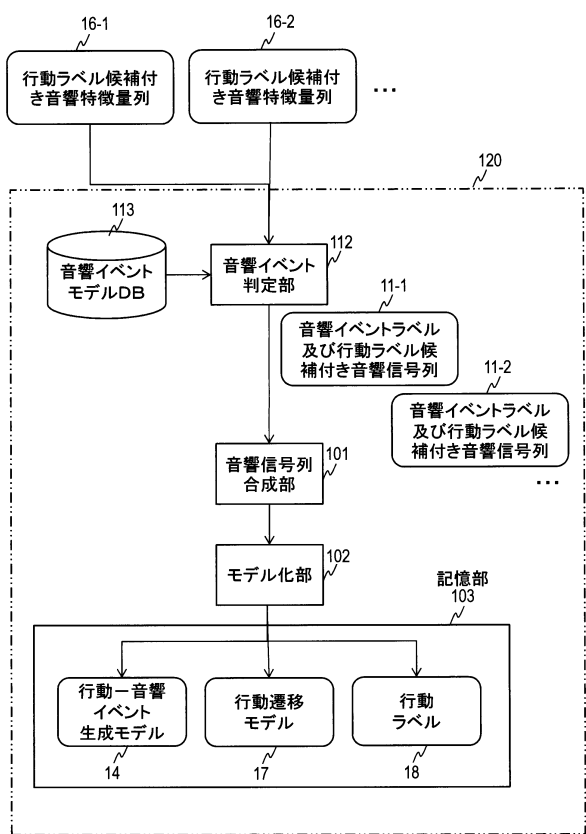 16-1
16-2
行動ラベル候補付
き音響特徴量列
行動ラベル候補付
き音響特徴量列
...
120
113
音響イベント
モデルDB
112
音響イベント
判定部
11-1
音響イベントラベル
及び行動ラベル候
補付き音響信号列
11-2
音響イベントラベル
及び行動ラベル候
補付き音響信号列
...
101
音響信号列
合成部
102
モデル化部
記憶部
103
行動ー音響
イベント
生成モデル
14
行動遷移
モデル
17
行動
ラベル
18